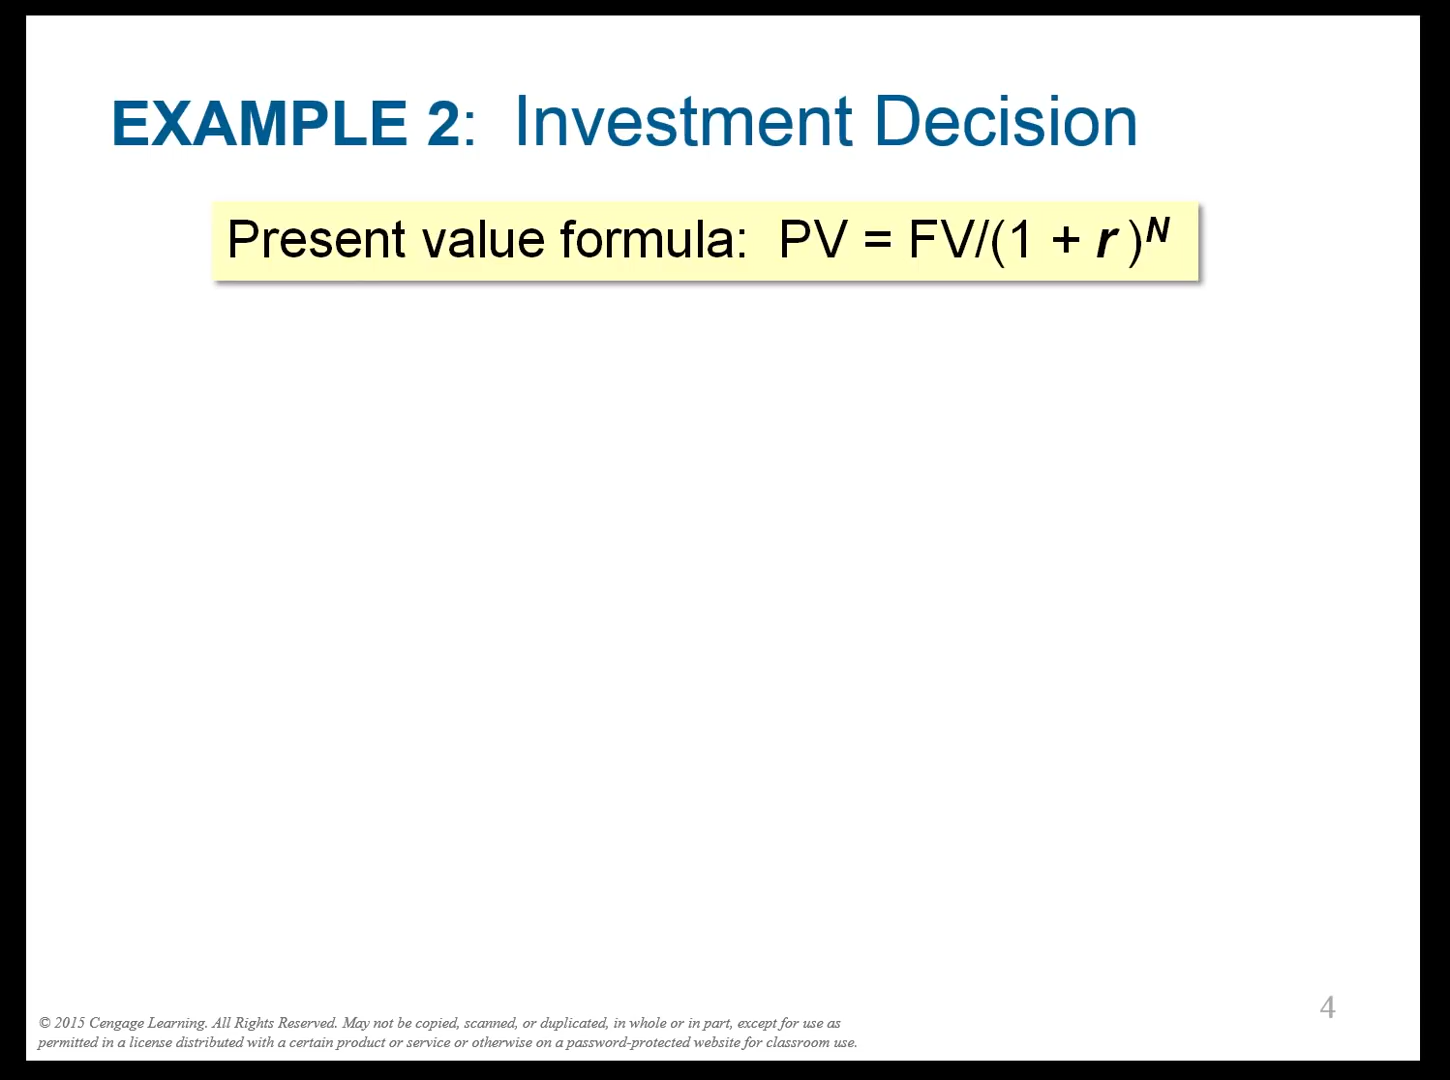 EXAMPLE 2: Investment Decision
Present value formula: PV = FV/(1 + r )^N
4
© 2015 Cengage Learning. All Rights Reserved. May not be copied, scanned, or duplicated, in whole or in part, except for use as
permitted in a license distributed with a certain product or service or otherwise on a password-protected website for classroom use.